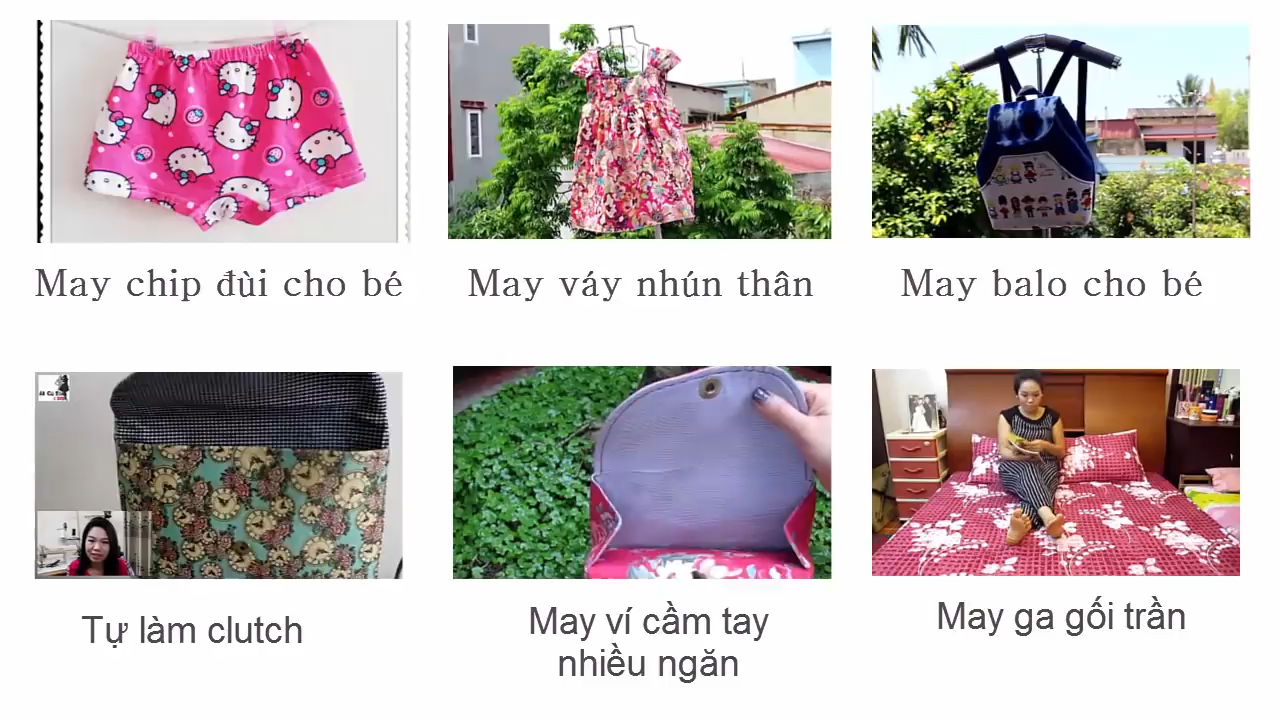 May chip đùi cho bé
May váy nhún thân
May balo cho bé
Tự làm clutch
May ví cầm tay
nhiều ngăn
May ga gối trần